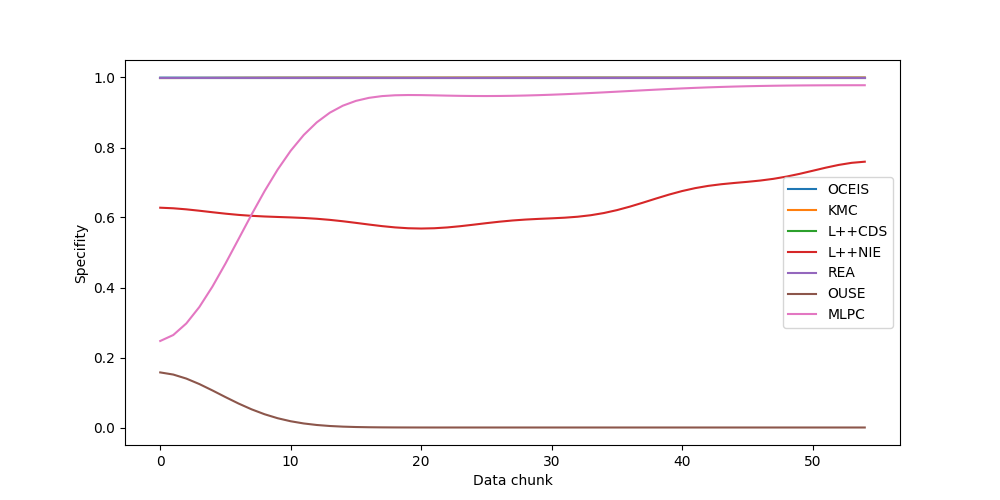 1.0
0.8
0.6
0.4
0.2
0.0
Specifity
0 10 20 30 40 50
Data chunk
OCEIS
KMC
L++CDS
L++NIE
REA
OUSE
MLPC